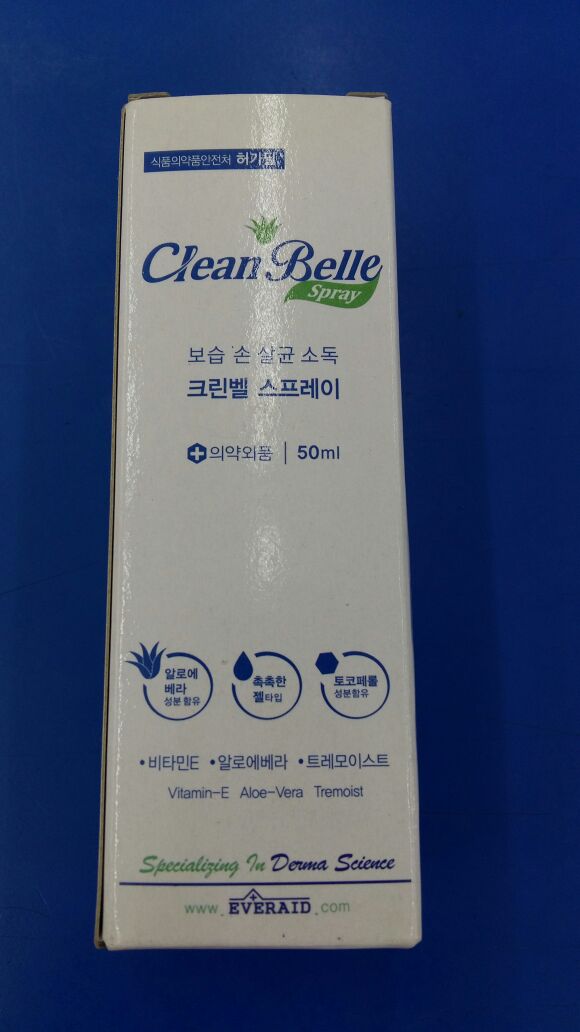 식품의약품안전처 허가필
Clean Belle
Spray
보습 손 살균 소독
크린벨 스프레이
의약외품 | 50ml
알로에
베라
성분 함유
촉촉한
젤타입
토코페롤
성분함유
•비타민E •알로에베라 •트레모이스트
Vitamin-E Aloe-Vera Tremoist
Specializing In Derma Science
www.EVERAID.com